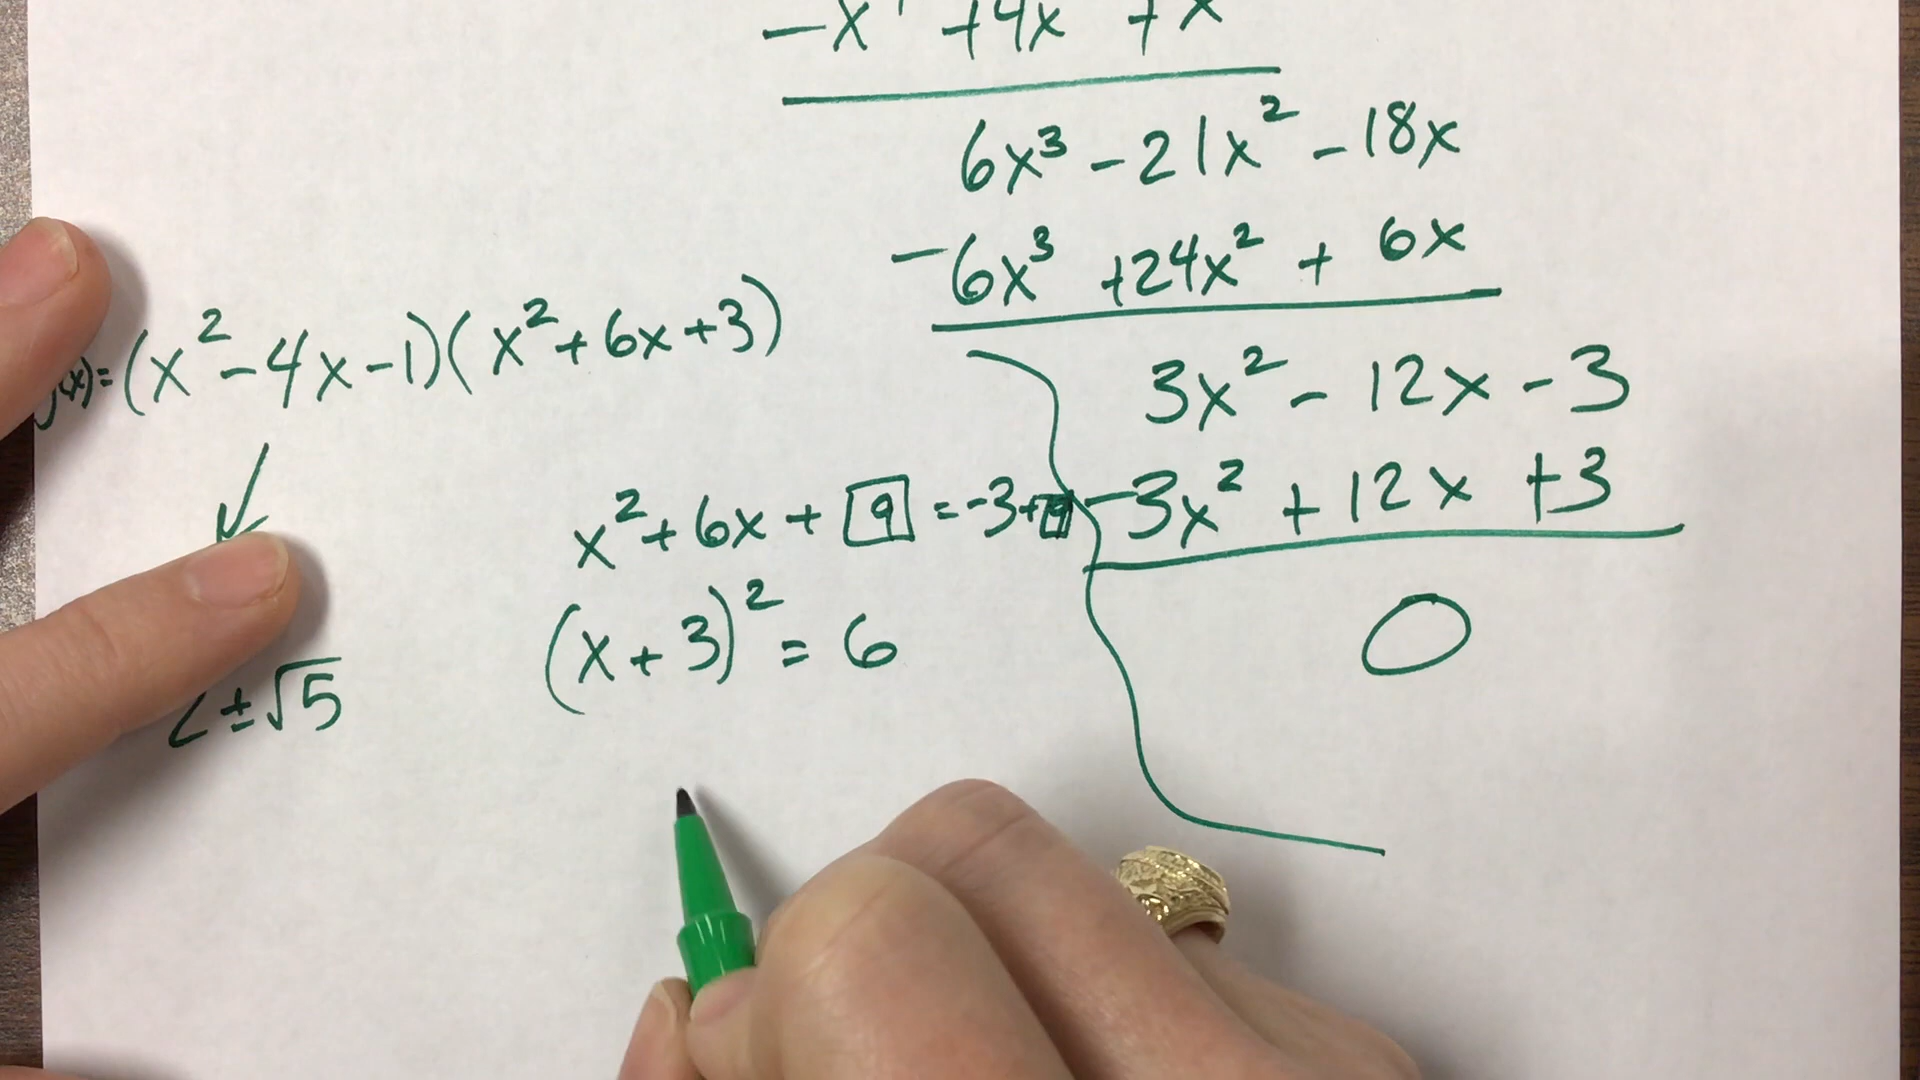 6x³ - 21x² - 18x
-6x³ +24x² + 6x
f(x) = (x² - 4x - 1)(x² + 6x + 3)
3x² - 12x - 3
x² + 6x + 9 = -3 + 9
-3x² + 12x + 3
(x + 3)² = 6
0
2 ± √5